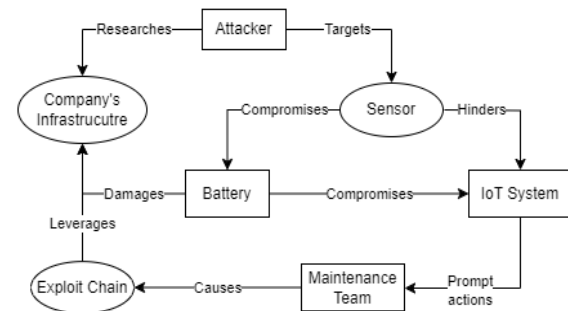 Researches
Attacker
Targets
Company's
Infrastrucutre
Compromises
Sensor
Hinders
Damages
Battery
Compromises
IoT System
Leverages
Exploit Chain
Causes
Maintenance
Team
Prompt
actions